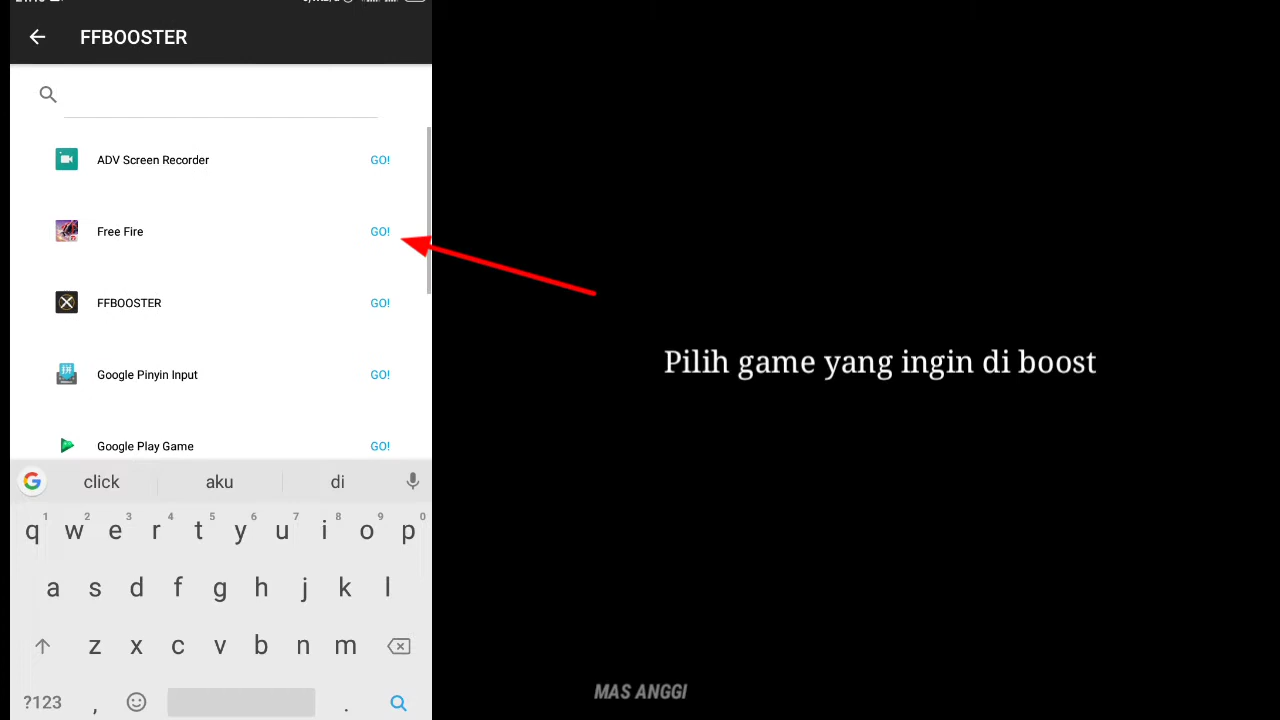 FFBOOSTER
ADV Screen Recorder GO!
Free Fire GO!
FFBOOSTER GO!
Google Pinyin Input GO!
Google Play Game GO!
Pilih game yang ingin di boost
click aku di
1 2 3 4 5 6 7 8 9 0
q w e r t y u i o p
a s d f g h j k l
z x c v b n m
?123 , .
MAS ANGGI